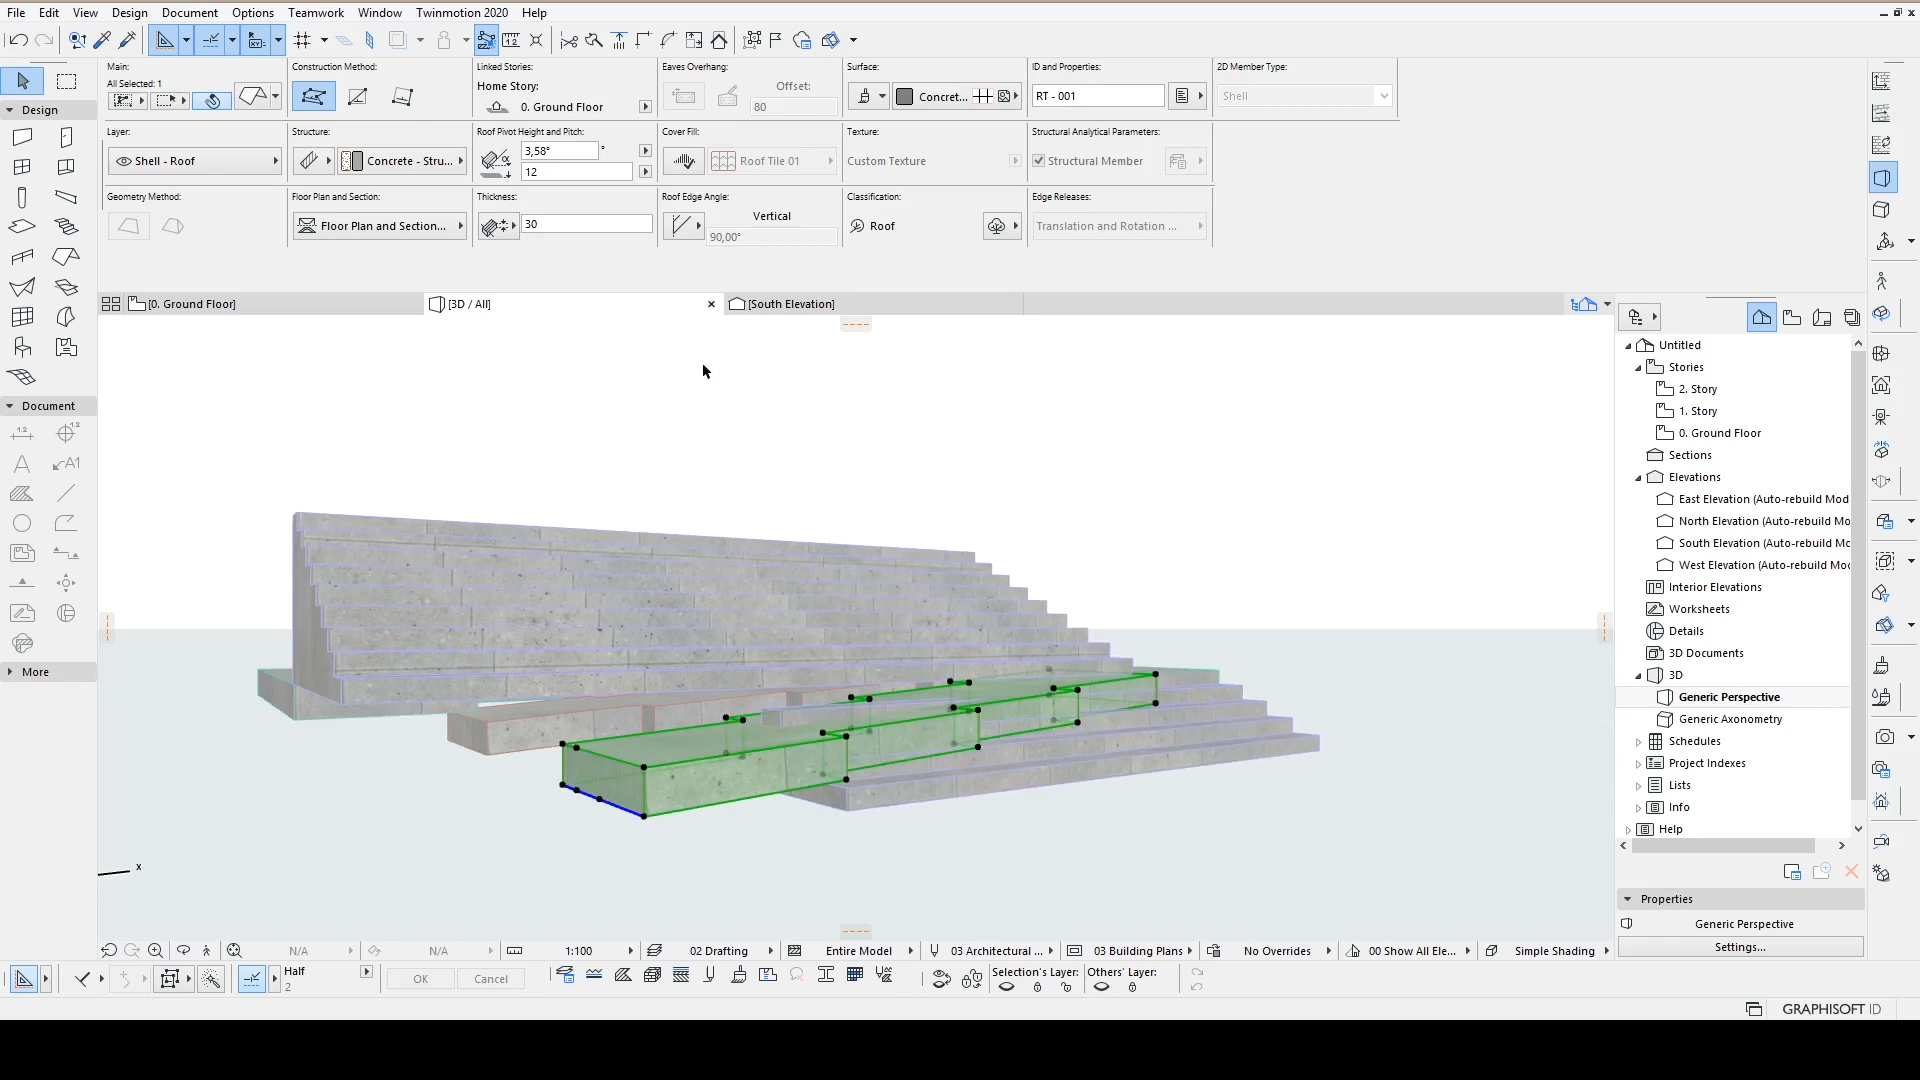 File Edit View Design Document Options Teamwork Window Twinmotion 2020 Help
Main: Construction Method: Linked Stories: Eaves Overhang: Surface: ID and Properties: 2D Member Type:
All Selected: 1 Home Story: Offset:
0. Ground Floor 80 Concret... RT - 001 Shell
Layer: Structure: Roof Pivot Height and Pitch: Cover Fill: Texture: Structural Analytical Parameters:
3,58° °
Shell - Roof Concrete - Stru... Roof Tile 01 Custom Texture Structural Member
12
Geometry Method: Floor Plan and Section: Thickness: Roof Edge Angle: Classification: Edge Releases:
Vertical
Floor Plan and Section... 30 Roof Translation and Rotation ...
90,00°
Design
Document
More
[0. Ground Floor] [3D / All] [South Elevation]
Untitled
Stories
2. Story
1. Story
0. Ground Floor
Sections
Elevations
East Elevation (Auto-rebuild Mod
North Elevation (Auto-rebuild Mo
South Elevation (Auto-rebuild Mo
West Elevation (Auto-rebuild Mod
Interior Elevations
Worksheets
Details
3D Documents
3D
Generic Perspective
Generic Axonometry
Schedules
Project Indexes
Lists
Info
Help
Properties
Generic Perspective
Settings...
x
N/A N/A 1:100 02 Drafting Entire Model 03 Architectural ... 03 Building Plans No Overrides 00 Show All Ele... Simple Shading
Half
2
OK Cancel
Selection's Layer: Others' Layer:
GRAPHISOFT ID